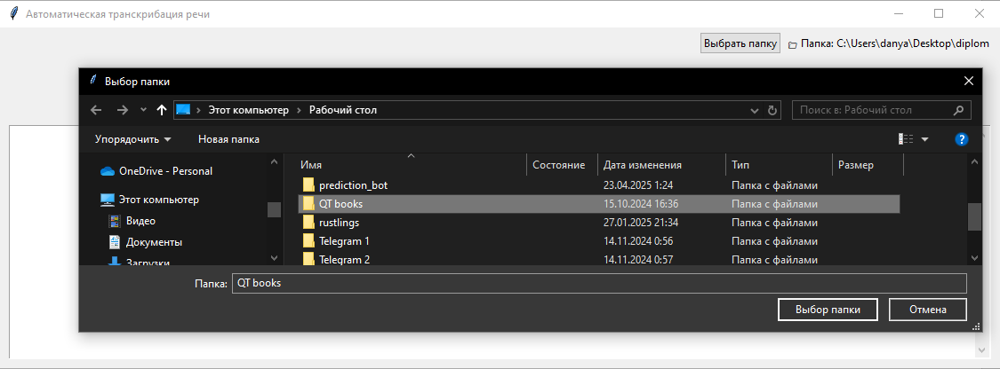 Автоматическая транскрибация речи
Выбрать папку Папка: C:\Users\danya\Desktop\diplom
Выбор папки
Этот компьютер Рабочий стол Поиск в: Рабочий стол
Упорядочить Новая папка
Имя Состояние Дата изменения Тип Размер
OneDrive - Personal
Этот компьютер
Видео
Документы
Загрузки
prediction_bot 23.04.2025 1:24 Папка с файлами
QT books 15.10.2024 16:36 Папка с файлами
rustlings 27.01.2025 21:34 Папка с файлами
Telegram 1 14.11.2024 0:56 Папка с файлами
Telegram 2 14.11.2024 0:57 Папка с файлами
Папка: QT books
Выбор папки Отмена